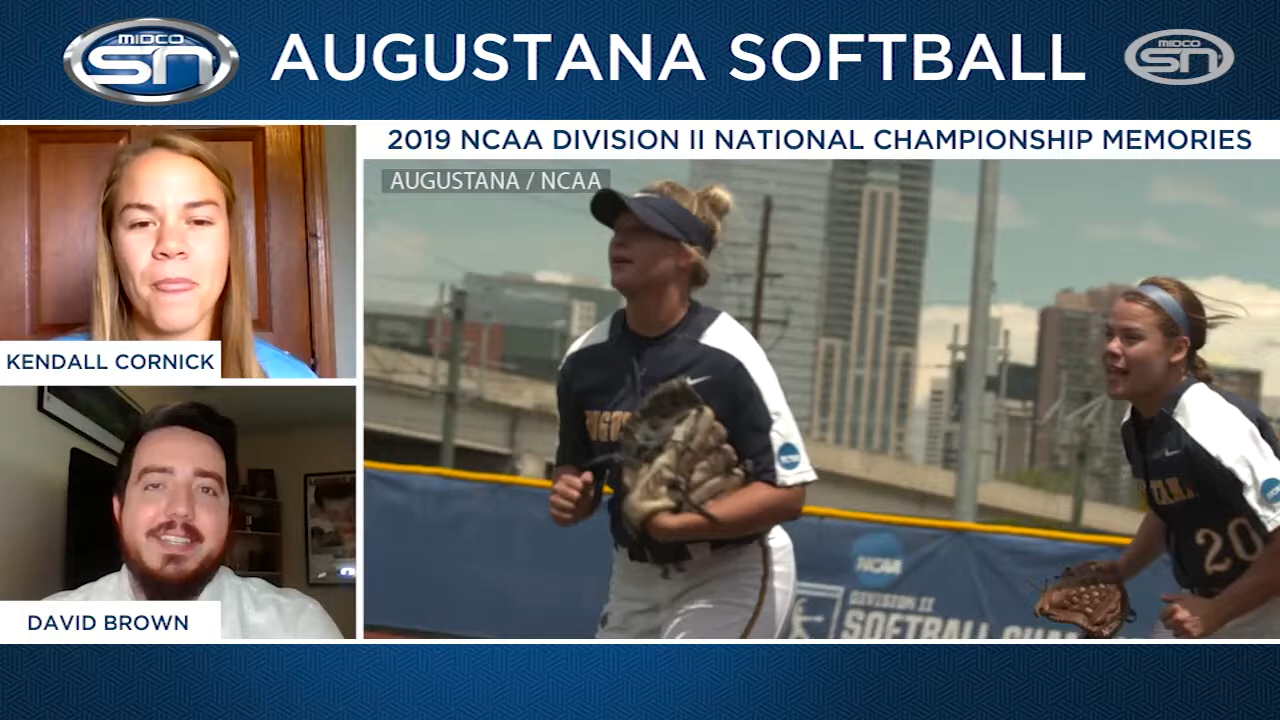 MIDCO
SN
AUGUSTANA SOFTBALL
MIDCO
SN
2019 NCAA DIVISION II NATIONAL CHAMPIONSHIP MEMORIES
AUGUSTANA / NCAA
KENDALL CORNICK
DAVID BROWN
NCAA
20
NCAA
DIVISION II
SOFTBALL